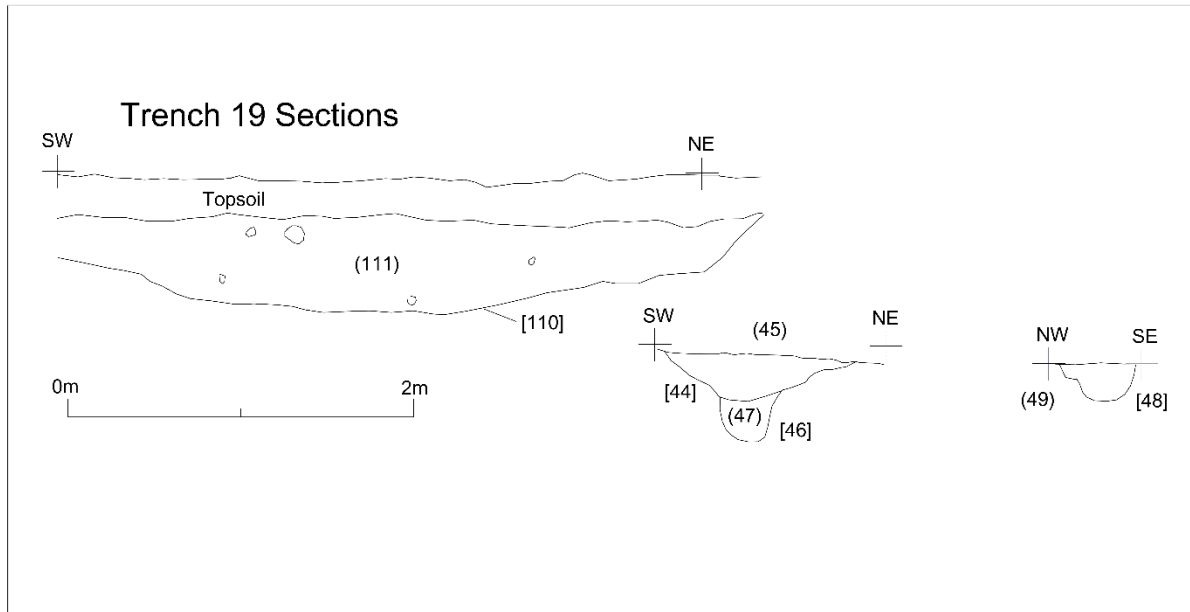 Trench 19 Sections
SW
NE
Topsoil
(111)
[110]
0m
2m
SW
(45)
NE
[44]
(47)
[46]
NW
SE
(49)
[48]